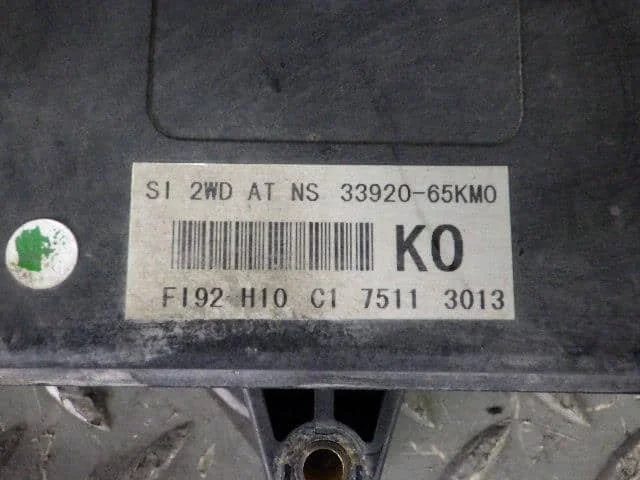 SI 2WD AT NS 33920-65KM0
K0
FI92 H10 C1 7511 3013